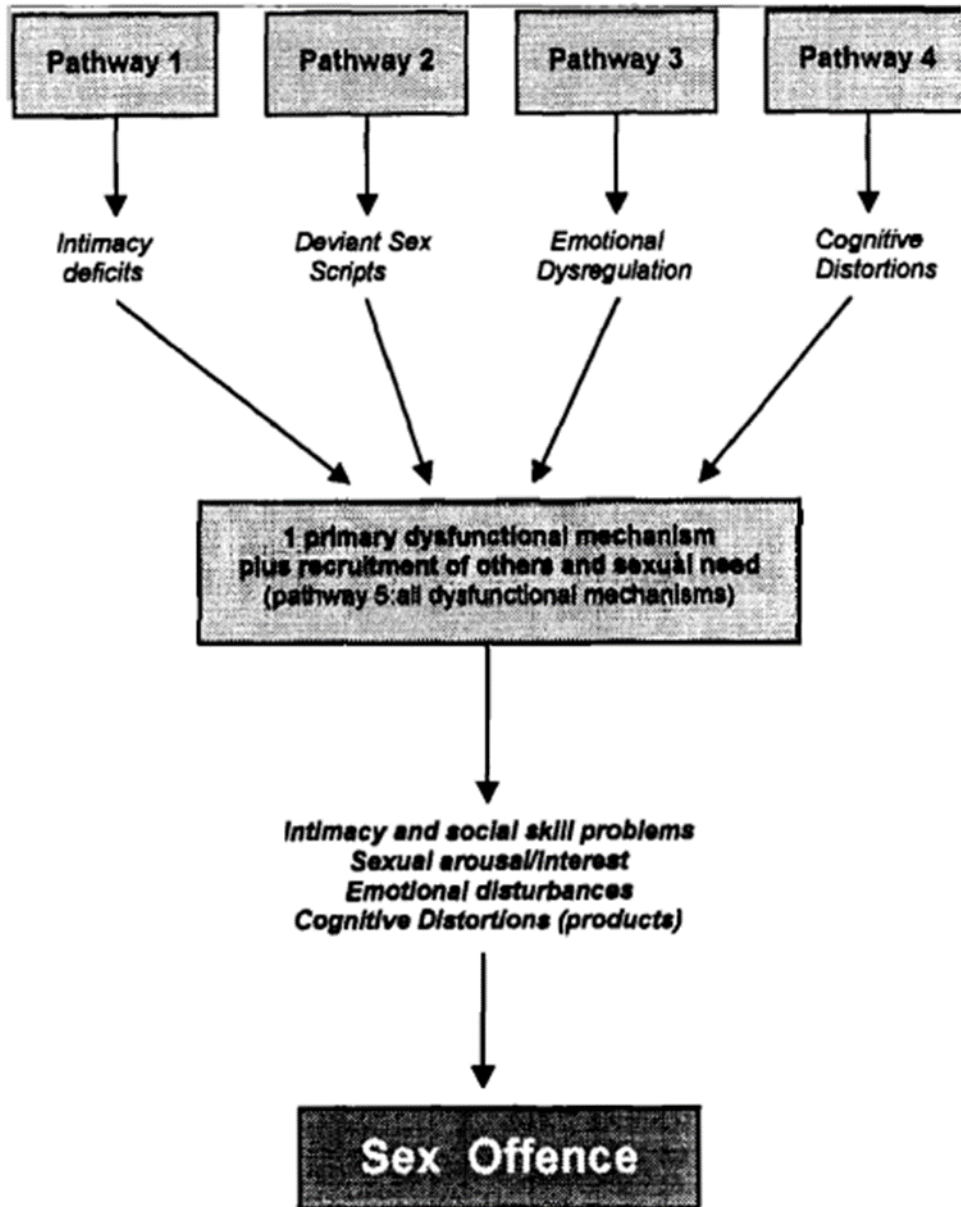 Pathway 1
Pathway 2
Pathway 3
Pathway 4
Intimacy
deficits
Deviant Sex
Scripts
Emotional
Dysregulation
Cognitive
Distortions
1 primary dysfunctional mechanism
plus recruitment of others and sexual need
(pathway 5:all dysfunctional mechanisms)
Intimacy and social skill problems
Sexual arousal/interest
Emotional disturbances
Cognitive Distortions (products)
Sex Offence